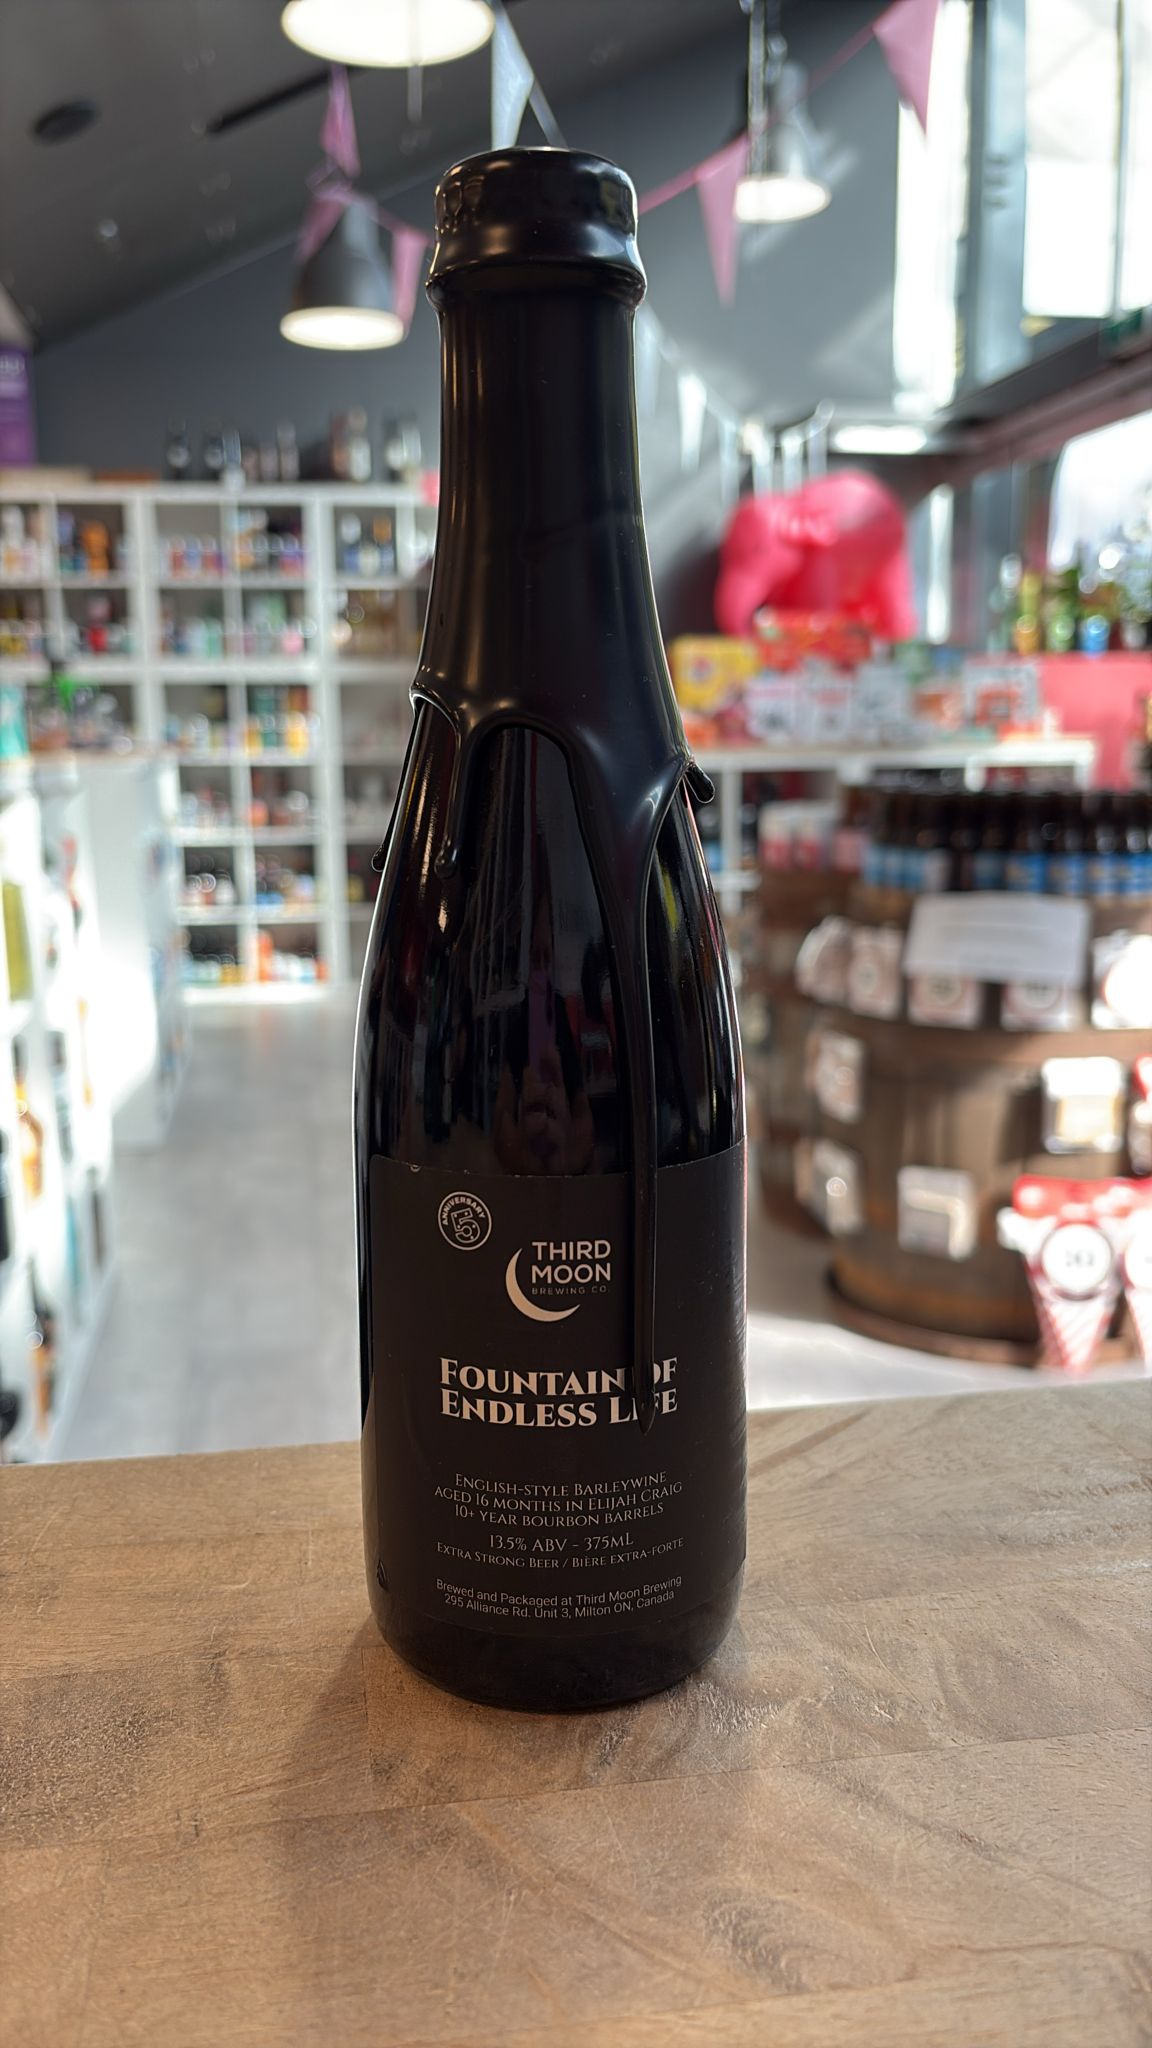 ANNIVERSARY
5
THIRD
MOON
BREWING CO.
FOUNTAIN OF
ENDLESS LIFE
ENGLISH-STYLE BARLEYWINE
AGED 16 MONTHS IN ELIJAH CRAIG
10+ YEAR BOURBON BARRELS
13.5% ABV - 375ML
EXTRA STRONG BEER / BIÈRE EXTRA-FORTE
Brewed and Packaged at Third Moon Brewing
295 Alliance Rd. Unit 3, Milton ON, Canada